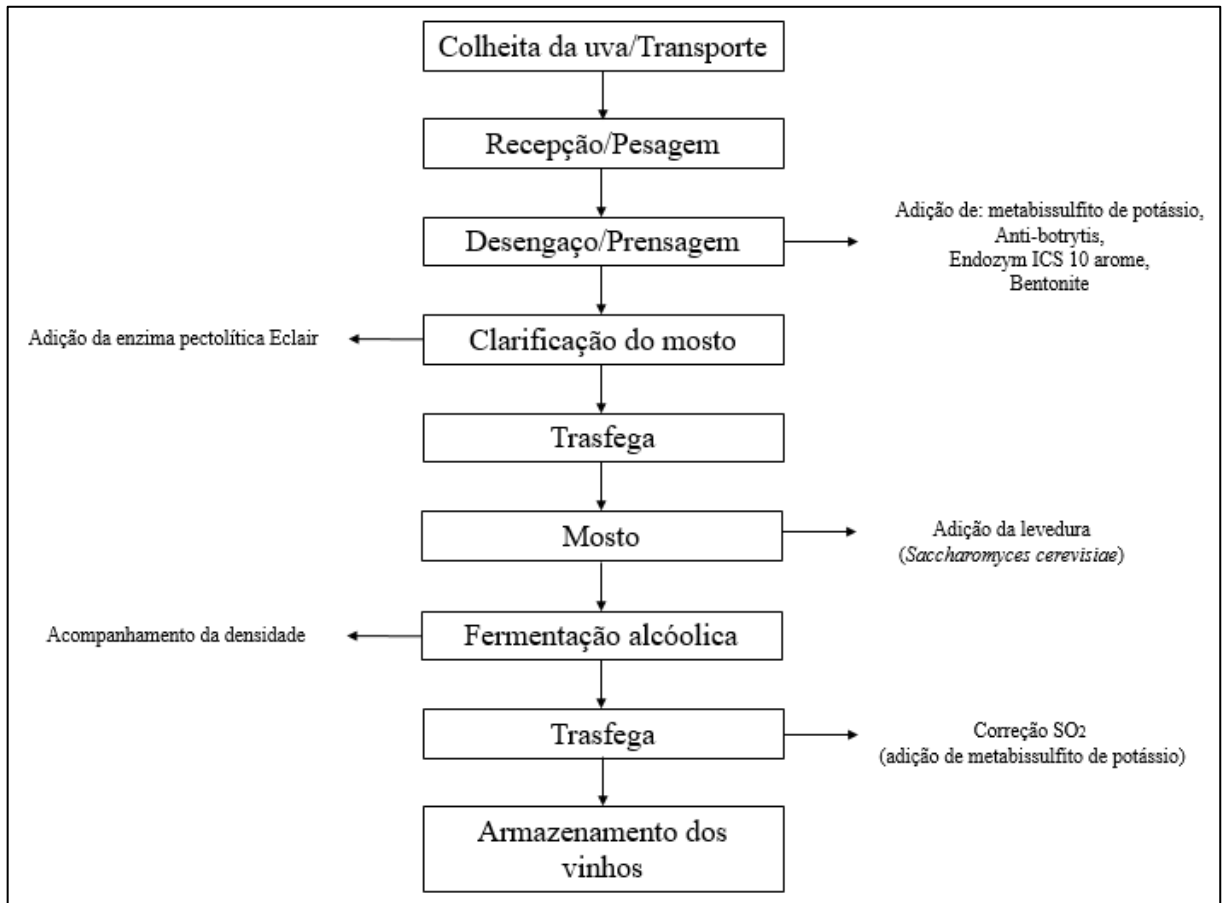 Colheita da uva/Transporte
Recepção/Pesagem
Desengaço/Prensagem
Adição de: metabissulfito de potássio,
Anti-botrytis,
Endozym ICS 10 arome,
Bentonite
Adição da enzima pectolítica Eclair
Clarificação do mosto
Trasfega
Mosto
Adição da levedura
(Saccharomyces cerevisiae)
Acompanhamento da densidade
Fermentação alcóolica
Trasfega
Correção SO2
(adição de metabissulfito de potássio)
Armazenamento dos
vinhos